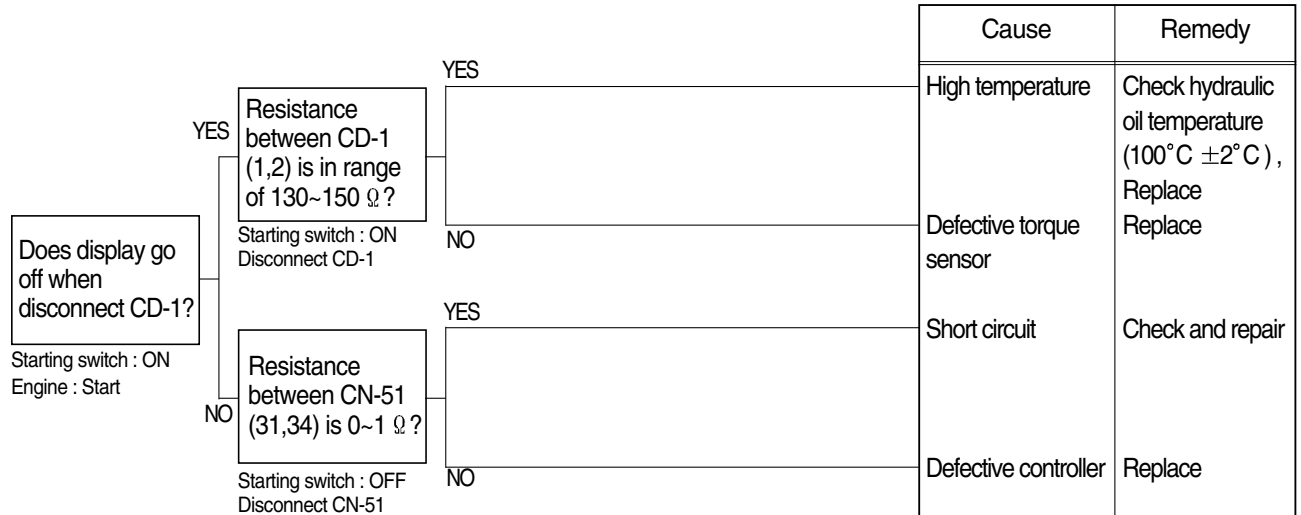 Does display go
off when
disconnect CD-1?
Starting switch : ON
Engine : Start
YES
Resistance
between CD-1
(1,2) is in range
of 130~150 Ω ?
Starting switch : ON
Disconnect CD-1
NO
Resistance
between CN-51
(31,34) is 0~1 Ω ?
Starting switch : OFF
Disconnect CN-51
YES
NO
YES
NO
Cause
Remedy
High temperature
Check hydraulic
oil temperature
(100°C ±2°C ) ,
Replace
Defective torque
sensor
Replace
Short circuit
Check and repair
Defective controller
Replace